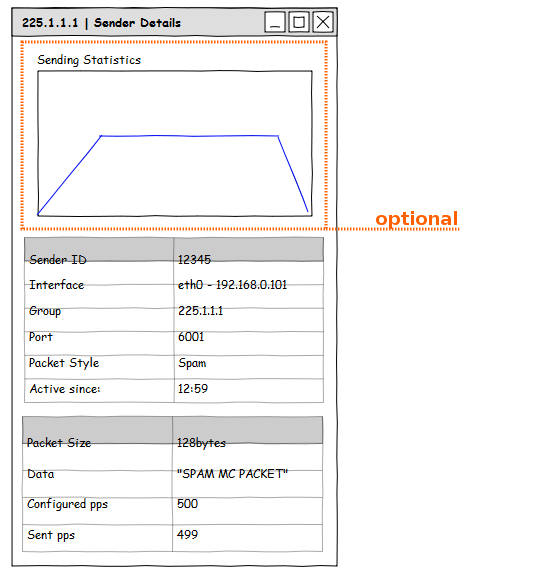 225.1.1.1 | Sender Details
Sending Statistics
optional
Sender ID 12345
Interface eth0 - 192.168.0.101
Group 225.1.1.1
Port 6001
Packet Style Spam
Active since: 12:59
Packet Size 128bytes
Data "SPAM MC PACKET"
Configured pps 500
Sent pps 499